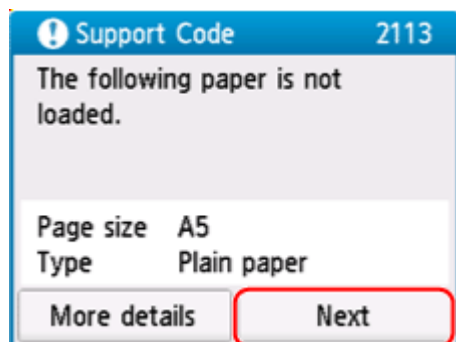 Support Code 2113
The following paper is not
loaded.
Page size A5
Type Plain paper
More details Next